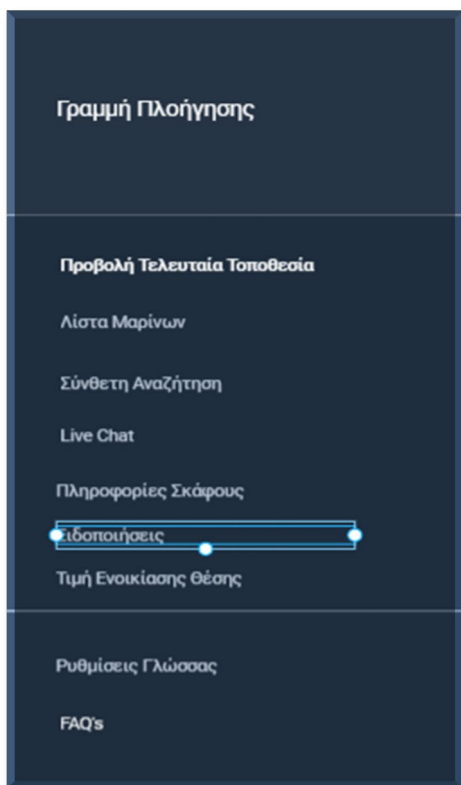 Γραμμή Πλοήγησης
Προβολή Τελευταία Τοποθεσία
Λίστα Μαρίνων
Σύνθετη Αναζήτηση
Live Chat
Πληροφορίες Σκάφους
Ειδοποιήσεις
Τιμή Ενοικίασης Θέσης
Ρυθμίσεις Γλώσσας
FAQ's